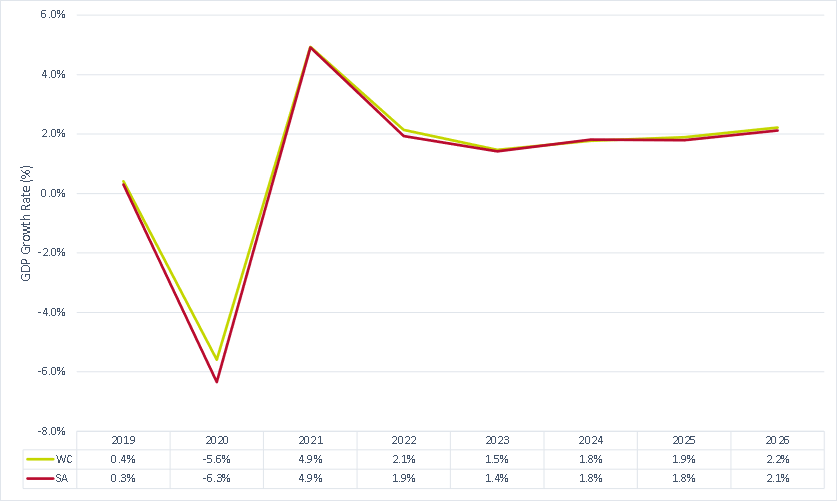 6.0%
4.0%
2.0%
0.0%
-2.0%
-4.0%
-6.0%
-8.0%
GDP Growth Rate (%)
2019 2020 2021 2022 2023 2024 2025 2026
WC 0.4% -5.6% 4.9% 2.1% 1.5% 1.8% 1.9% 2.2%
SA 0.3% -6.3% 4.9% 1.9% 1.4% 1.8% 1.8% 2.1%